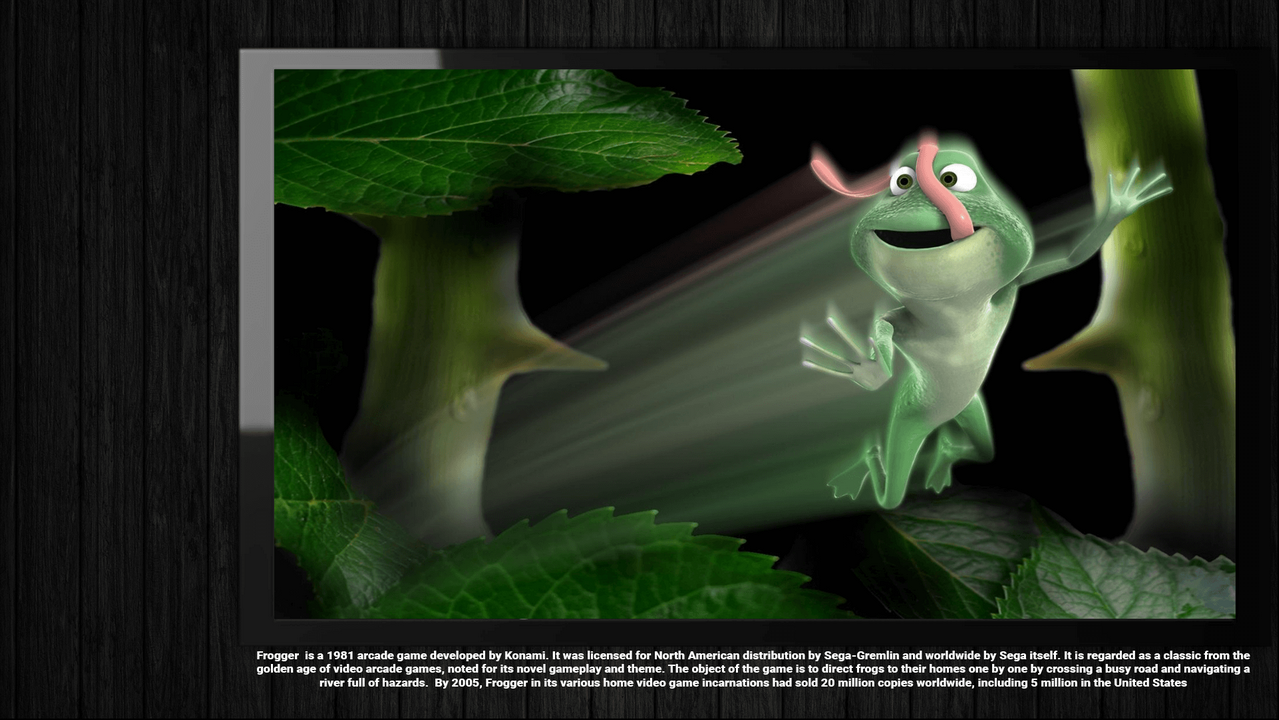 Frogger  is a 1981 arcade game developed by Konami. It was licensed for North American distribution by Sega-Gremlin and worldwide by Sega itself. It is regarded as a classic from the
golden age of video arcade games, noted for its novel gameplay and theme. The object of the game is to direct frogs to their homes one by one by crossing a busy road and navigating a
river full of hazards.  By 2005, Frogger in its various home video game incarnations had sold 20 million copies worldwide, including 5 million in the United States